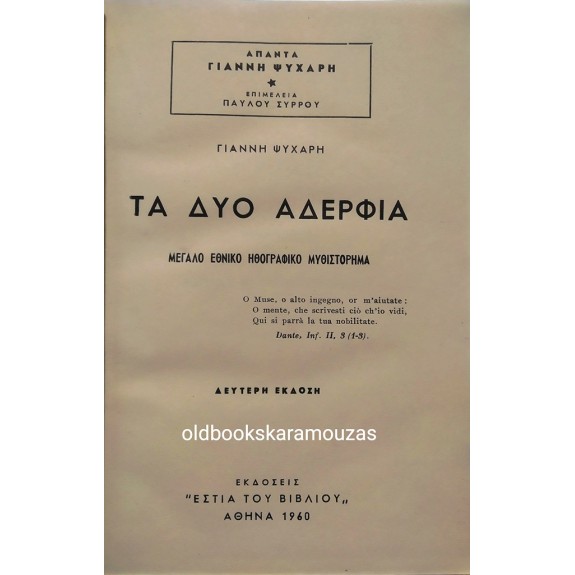 ΑΠΑΝΤΑ
ΓΙΑΝΝΗ ΨΥΧΑΡΗ
★
ΕΠΙΜΕΛΕΙΑ
ΠΑΥΛΟΥ ΣΥΡΡΟΥ
ΓΙΑΝΝΗ ΨΥΧΑΡΗ
ΤΑ ΔΥΟ ΑΔΕΡΦΙΑ
ΜΕΓΑΛΟ ΕΘΝΙΚΟ ΗΘΟΓΡΑΦΙΚΟ ΜΥΘΙΣΤΟΡΗΜΑ
O Muse, o alto ingegno, or m'aiutate;
O mente, che scrivesti ciò ch'io vidi,
Qui si parrà la tua nobilitate.
Dante, Inf. II, 3 (1-3).
ΔΕΥΤΕΡΗ ΕΚΔΟΣΗ
oldbookskaramouzas
ΕΚΔΟΣΕΙΣ
"ΕΣΤΙΑ ΤΟΥ ΒΙΒΛΙΟΥ„
ΑΘΗΝΑ 1960